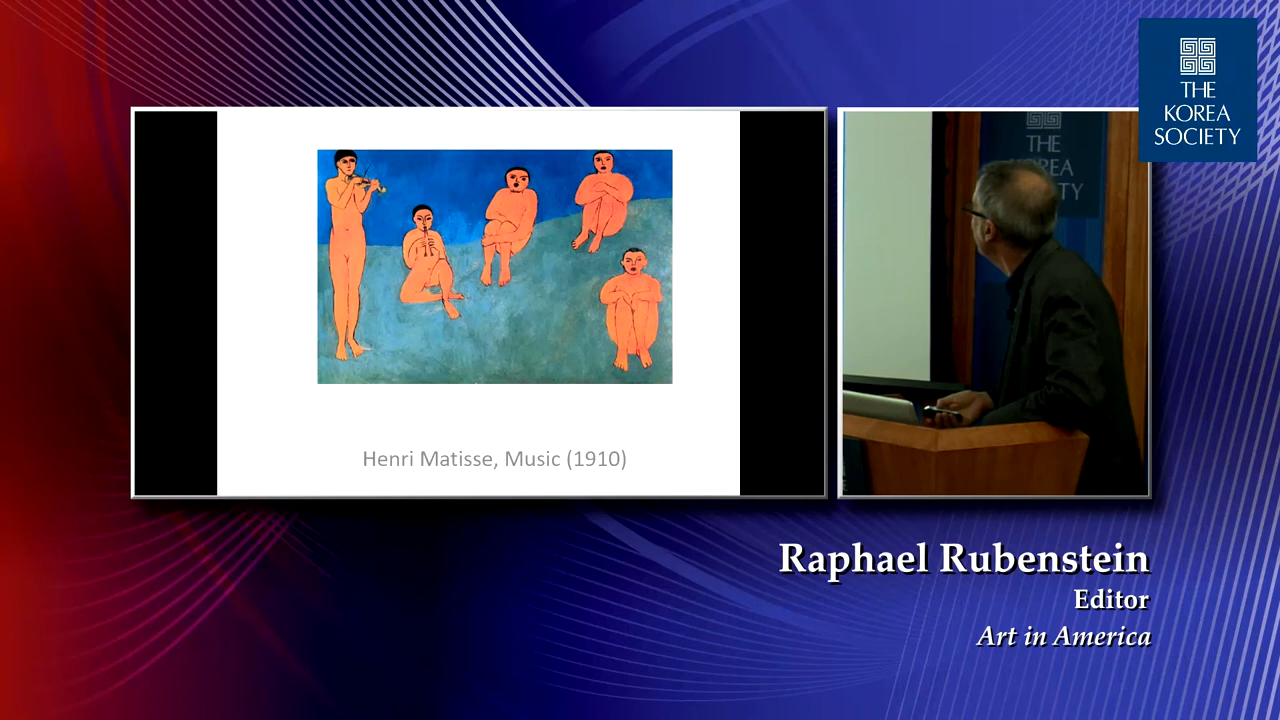 THE
KOREA
SOCIETY
THE
KOREA
SOCIETY
Henri Matisse, Music (1910)
Raphael Rubenstein
Editor
Art in America